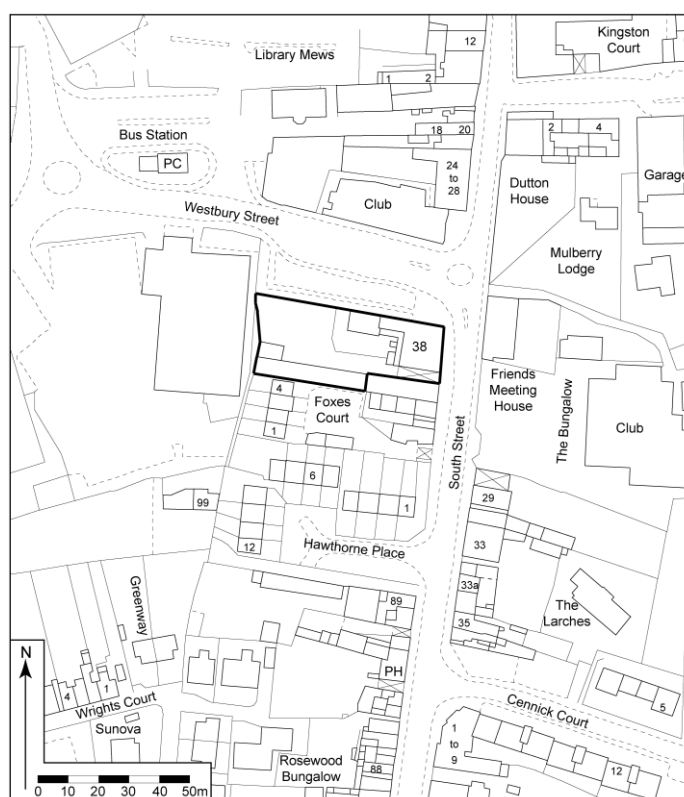 12
Kingston
Court
Library Mews
1
2
Bus Station
PC
18
20
2
4
24
to
28
Dutton
House
Garage
Club
Westbury Street
Mulberry
Lodge
38
Friends
Meeting
House
The Bungalow
Club
4
Foxes
Court
1
South Street
6
29
99
1
33
12
Hawthorne Place
33a
Greenway
89
The
Larches
35
N
PH
4
1
Wrights Court
Cennick Court
5
Sunova
1
to
9
Rosewood
Bungalow
88
12
0 10 20 30 40 50m